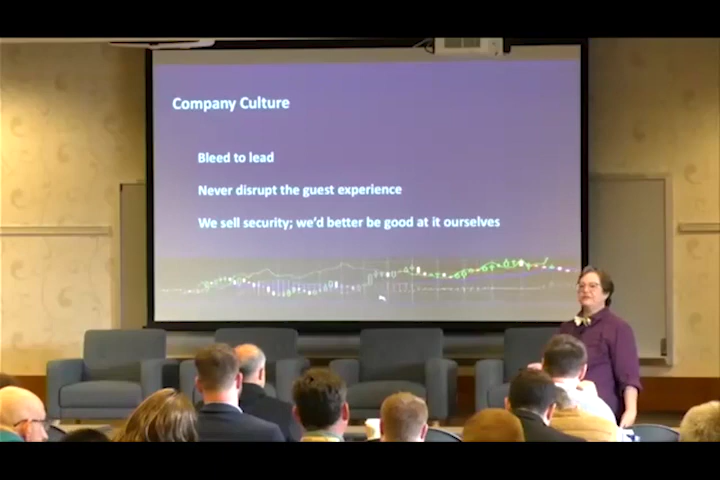 Company Culture
Bleed to lead
Never disrupt the guest experience
We sell security; we'd better be good at it ourselves